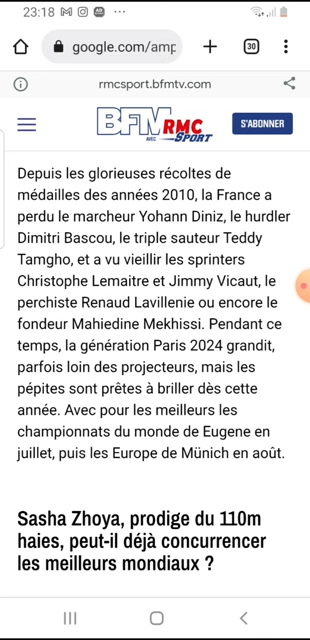 23:18
google.com/amp
30
rmcsport.bfmtv.com
BFM AVEC RMC SPORT
S'ABONNER
Depuis les glorieuses récoltes de
médailles des années 2010, la France a
perdu le marcheur Yohann Diniz, le hurdler
Dimitri Bascou, le triple sauteur Teddy
Tamgho, et a vu vieillir les sprinters
Christophe Lemaitre et Jimmy Vicaut, le
perchiste Renaud Lavillenie ou encore le
fondeur Mahiedine Mekhissi. Pendant ce
temps, la génération Paris 2024 grandit,
parfois loin des projecteurs, mais les
pépites sont prêtes à briller dès cette
année. Avec pour les meilleurs les
championnats du monde de Eugene en
juillet, puis les Europe de Münich en août.
Sasha Zhoya, prodige du 110m
haies, peut-il déjà concurrencer
les meilleurs mondiaux ?